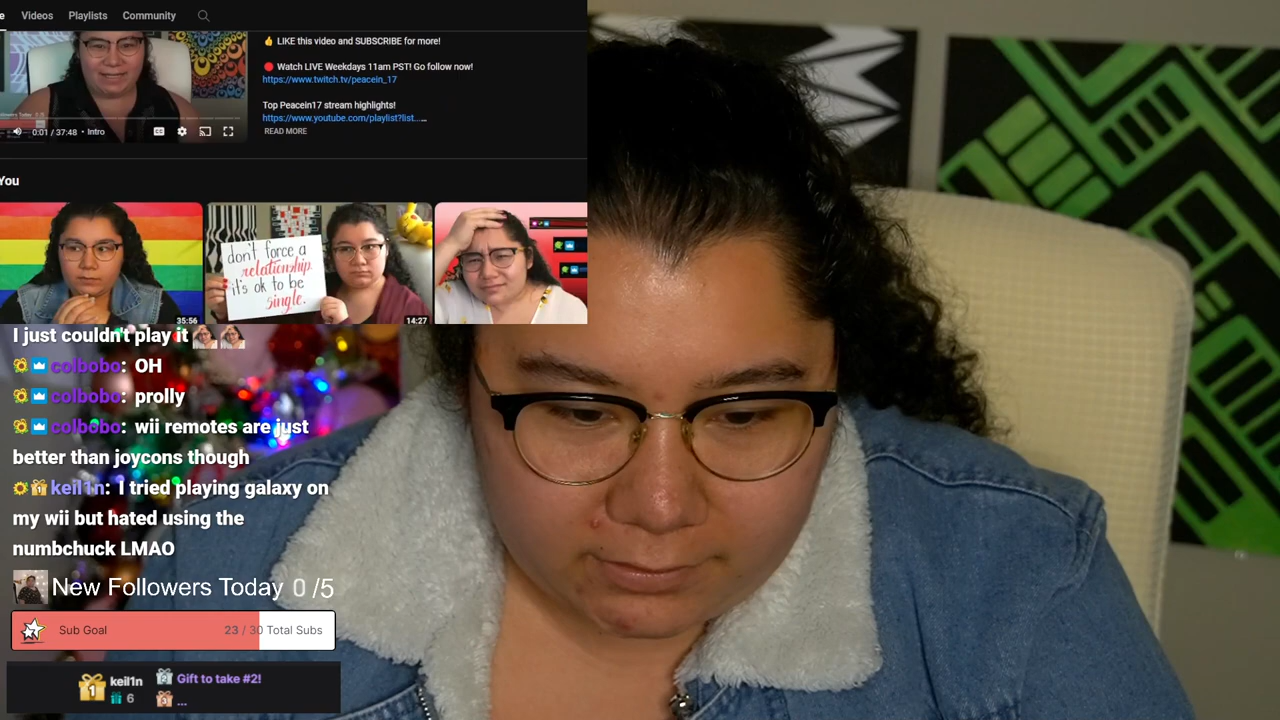 Videos Playlists Community
👍 LIKE this video and SUBSCRIBE for more!
🔴 Watch LIVE Weekdays 11am PST! Go follow now!
https://www.twitch.tv/peacein_17
Top Peacein17 stream highlights!
https://www.youtube.com/playlist?list...…
READ MORE
0:01 / 37:48 • Intro
You
don't force a
relationship.
it's ok to be
single.
35:56
14:27
I just couldn't play it
colbobo: OH
colbobo: prolly
colbobo: wii remotes are just
better than joycons though
keil1n: I tried playing galaxy on
my wii but hated using the
numbchuck LMAO
New Followers Today 0 /5
Sub Goal 23 / 30 Total Subs
1 keil1n 6
2 Gift to take #2!
3 ...